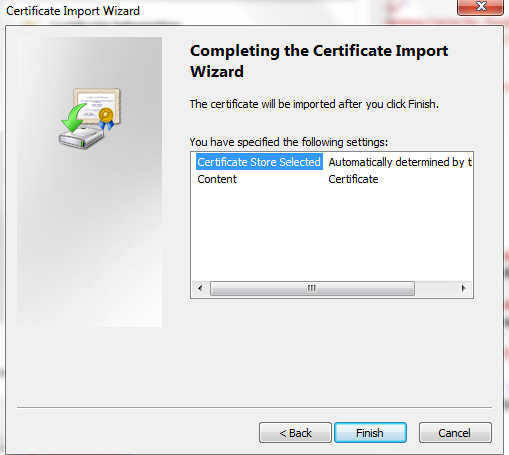 Certificate Import Wizard
Completing the Certificate Import
Wizard
The certificate will be imported after you click Finish.
You have specified the following settings:
Certificate Store Selected Automatically determined by t
Content Certificate
< Back Finish Cancel